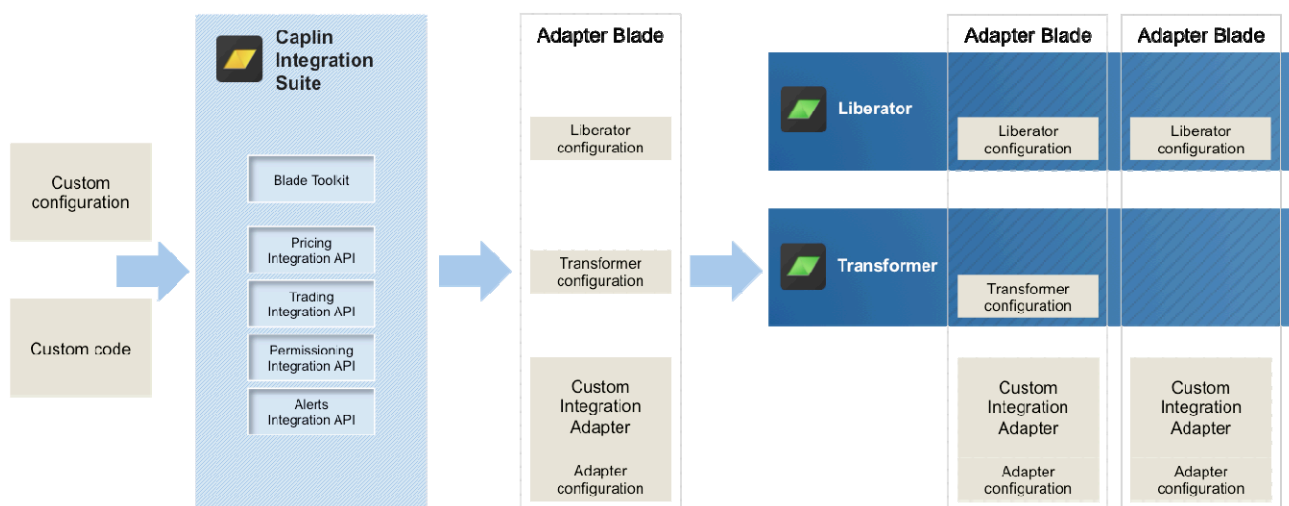 Custom
configuration
Custom code
Caplin
Integration
Suite
Blade Toolkit
Pricing
Integration API
Trading
Integration API
Permissioning
Integration API
Alerts
Integration API
Adapter Blade
Liberator
configuration
Transformer
configuration
Custom
Integration
Adapter
Adapter
configuration
Liberator
Transformer
Adapter Blade
Liberator
configuration
Transformer
configuration
Custom
Integration
Adapter
Adapter
configuration
Adapter Blade
Liberator
configuration
Custom
Integration
Adapter
Adapter
configuration